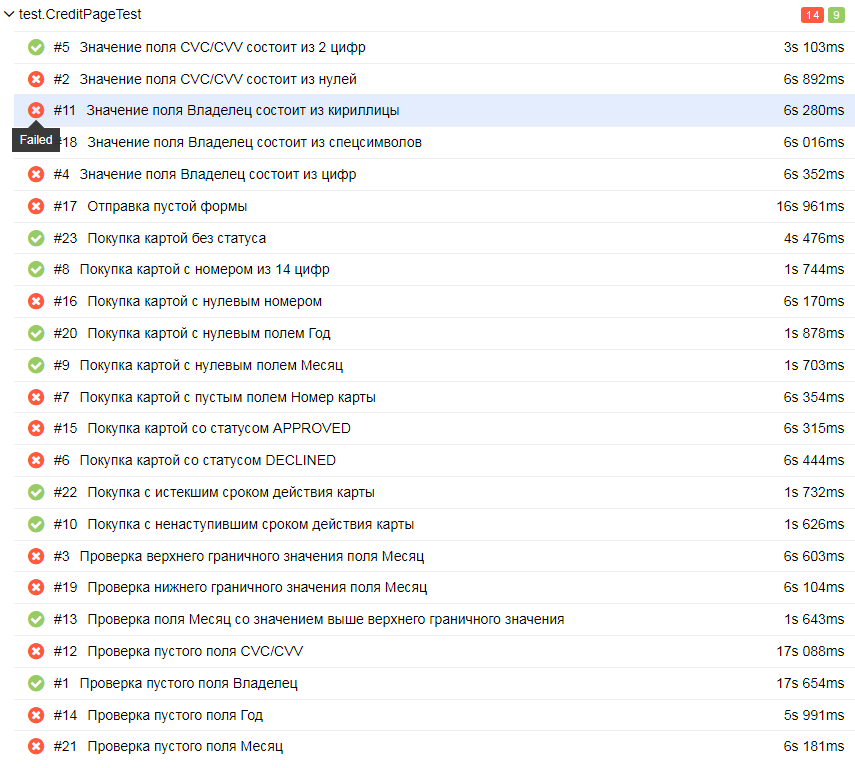 test.CreditPageTest 14 9
#5 Значение поля CVC/CVV состоит из 2 цифр 3s 103ms
#2 Значение поля CVC/CVV состоит из нулей 6s 892ms
#11 Значение поля Владелец состоит из кириллицы 6s 280ms
Failed
#18 Значение поля Владелец состоит из спецсимволов 6s 016ms
#4 Значение поля Владелец состоит из цифр 6s 352ms
#17 Отправка пустой формы 16s 961ms
#23 Покупка картой без статуса 4s 476ms
#8 Покупка картой с номером из 14 цифр 1s 744ms
#16 Покупка картой с нулевым номером 6s 170ms
#20 Покупка картой с нулевым полем Год 1s 878ms
#9 Покупка картой с нулевым полем Месяц 1s 703ms
#7 Покупка картой с пустым полем Номер карты 6s 354ms
#15 Покупка картой со статусом APPROVED 6s 315ms
#6 Покупка картой со статусом DECLINED 6s 444ms
#22 Покупка с истекшим сроком действия карты 1s 732ms
#10 Покупка с ненаступившим сроком действия карты 1s 626ms
#3 Проверка верхнего граничного значения поля Месяц 6s 603ms
#19 Проверка нижнего граничного значения поля Месяц 6s 104ms
#13 Проверка поля Месяц со значением выше верхнего граничного значения 1s 643ms
#12 Проверка пустого поля CVC/CVV 17s 088ms
#1 Проверка пустого поля Владелец 17s 654ms
#14 Проверка пустого поля Год 5s 991ms
#21 Проверка пустого поля Месяц 6s 181ms